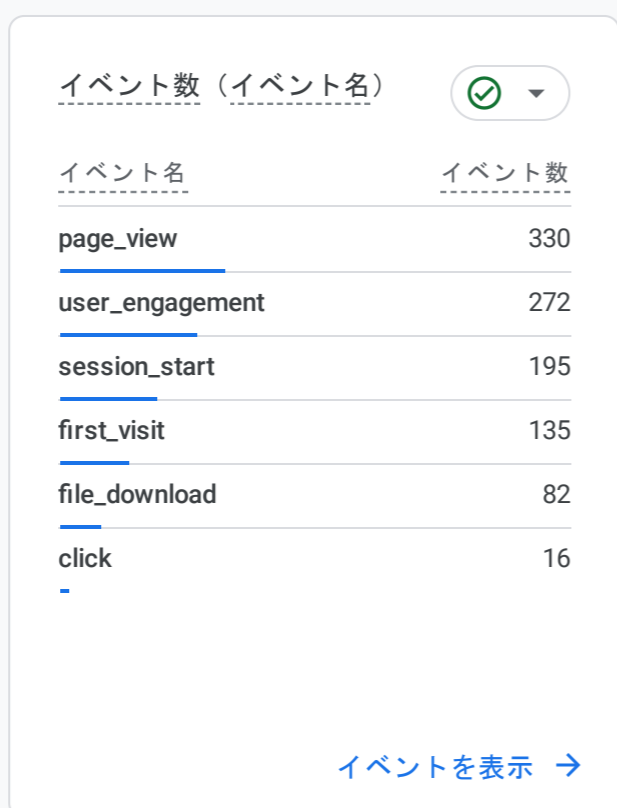 イベント数（イベント名）
イベント名 イベント数
page_view 330
user_engagement 272
session_start 195
first_visit 135
file_download 82
click 16
イベントを表示 →